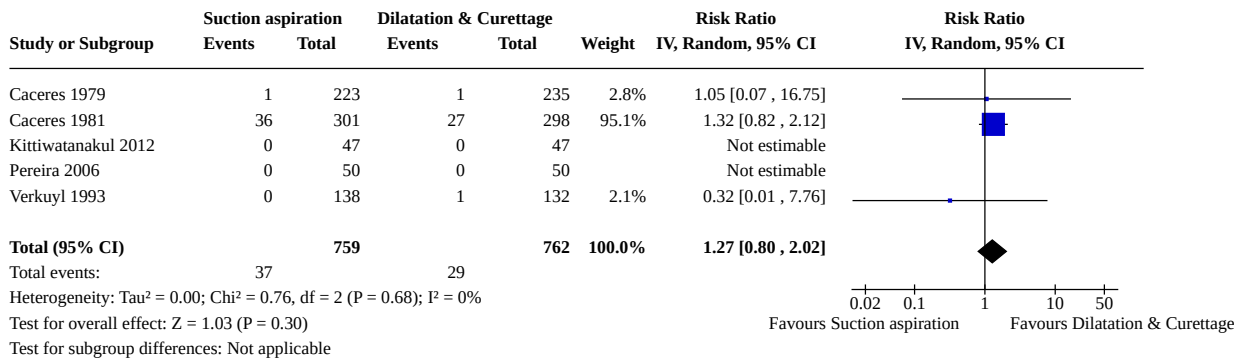 Suction aspiration Dilatation & Curettage Risk Ratio Risk Ratio
Study or Subgroup Events Total Events Total Weight IV, Random, 95% CI IV, Random, 95% CI
Caceres 1979 1 223 1 235 2.8% 1.05 [0.07 , 16.75]
Caceres 1981 36 301 27 298 95.1% 1.32 [0.82 , 2.12]
Kittiwatanakul 2012 0 47 0 47 Not estimable
Pereira 2006 0 50 0 50 Not estimable
Verkuyl 1993 0 138 1 132 2.1% 0.32 [0.01 , 7.76]
Total (95% CI) 759 762 100.0% 1.27 [0.80 , 2.02]
Total events: 37 29
Heterogeneity: Tau² = 0.00; Chi² = 0.76, df = 2 (P = 0.68); I² = 0%
Test for overall effect: Z = 1.03 (P = 0.30)
Test for subgroup differences: Not applicable
0.02 0.1 1 10 50
Favours Suction aspiration Favours Dilatation & Curettage